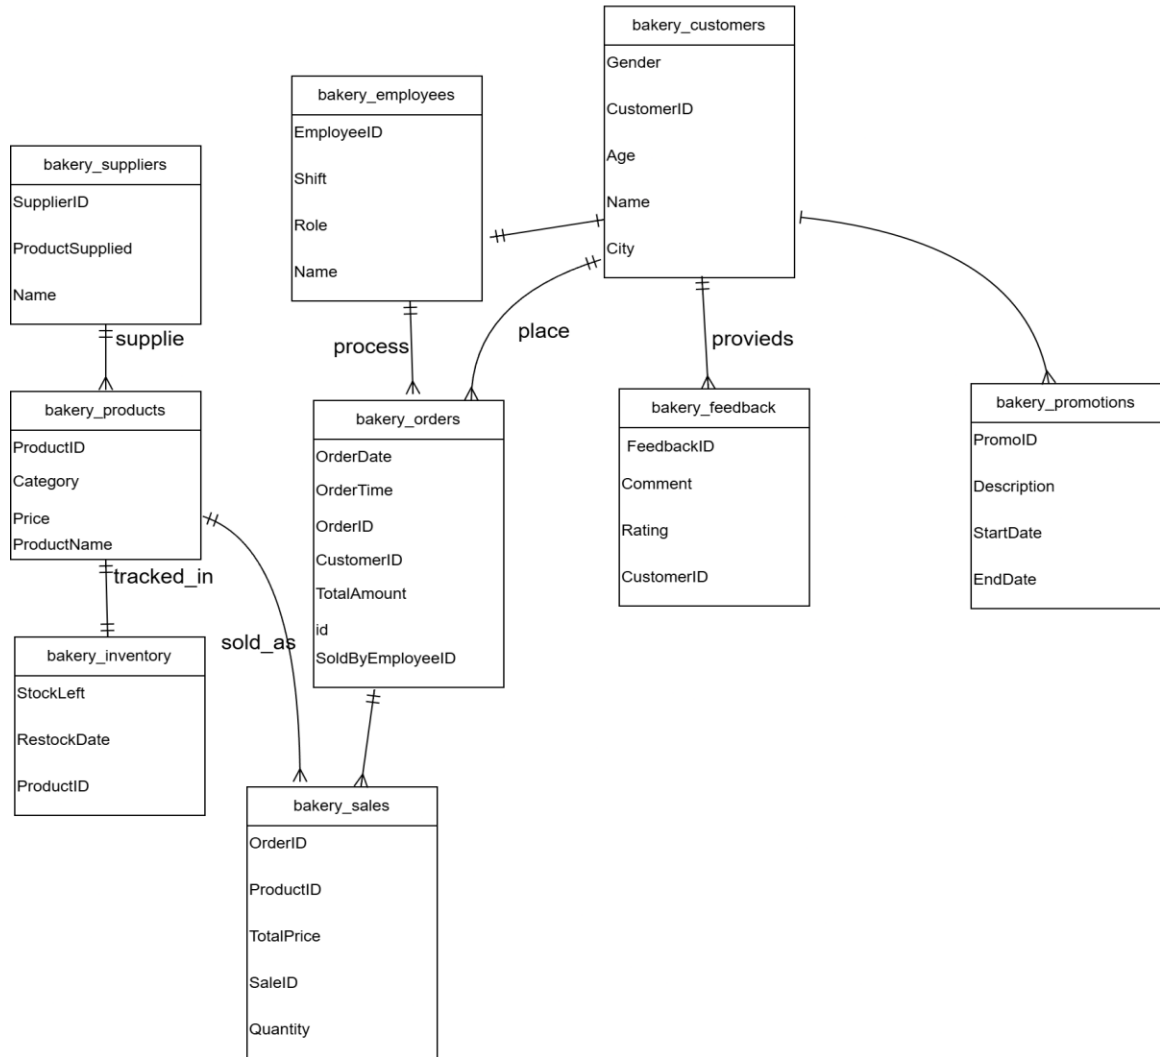 bakery_customers
Gender
CustomerID
Age
Name
City
bakery_employees
EmployeeID
Shift
Role
Name
bakery_suppliers
SupplierID
ProductSupplied
Name
supplie
process
place
provieds
bakery_products
ProductID
Category
Price
ProductName
bakery_orders
OrderDate
OrderTime
OrderID
CustomerID
TotalAmount
id
SoldByEmployeeID
bakery_feedback
FeedbackID
Comment
Rating
CustomerID
bakery_promotions
PromoID
Description
StartDate
EndDate
tracked_in
sold_as
bakery_inventory
StockLeft
RestockDate
ProductID
bakery_sales
OrderID
ProductID
TotalPrice
SaleID
Quantity